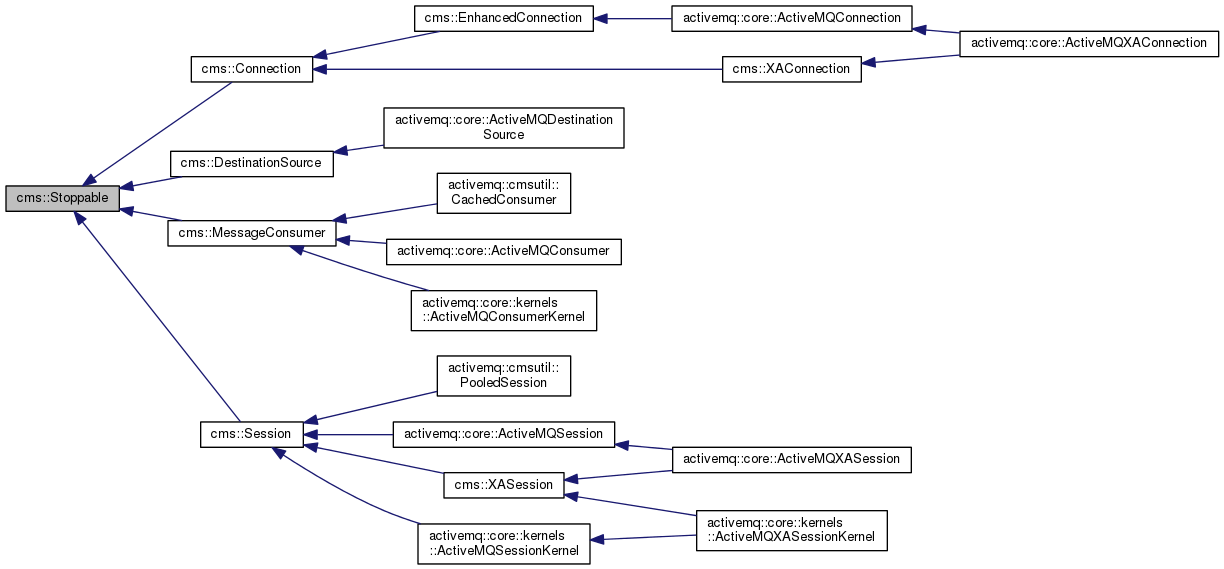 cms::EnhancedConnection
activemq::core::ActiveMQConnection
activemq::core::ActiveMQXAConnection
cms::Connection
cms::XAConnection
activemq::core::ActiveMQDestination
Source
cms::DestinationSource
cms::Stoppable
activemq::cmsutil::
CachedConsumer
cms::MessageConsumer
activemq::core::ActiveMQConsumer
activemq::core::kernels
::ActiveMQConsumerKernel
activemq::cmsutil::
PooledSession
cms::Session
activemq::core::ActiveMQSession
activemq::core::ActiveMQXASession
cms::XASession
activemq::core::kernels
::ActiveMQXASessionKernel
activemq::core::kernels
::ActiveMQSessionKernel